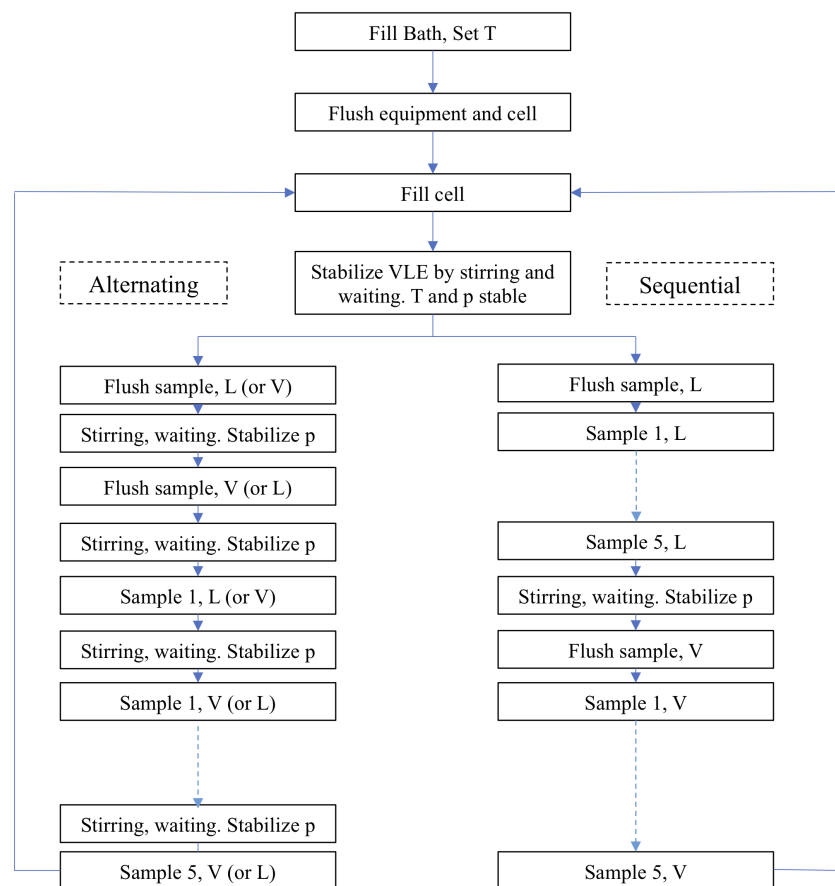 Fill Bath, Set T
Flush equipment and cell
Fill cell
Stabilize VLE by stirring and
waiting. T and p stable
Alternating
Flush sample, L (or V)
Stirring, waiting. Stabilize p
Flush sample, V (or L)
Stirring, waiting. Stabilize p
Sample 1, L (or V)
Stirring, waiting. Stabilize p
Sample 1, V (or L)
Stirring, waiting. Stabilize p
Sample 5, V (or L)
Sequential
Flush sample, L
Sample 1, L
Sample 5, L
Stirring, waiting. Stabilize p
Flush sample, V
Sample 1, V
Sample 5, V